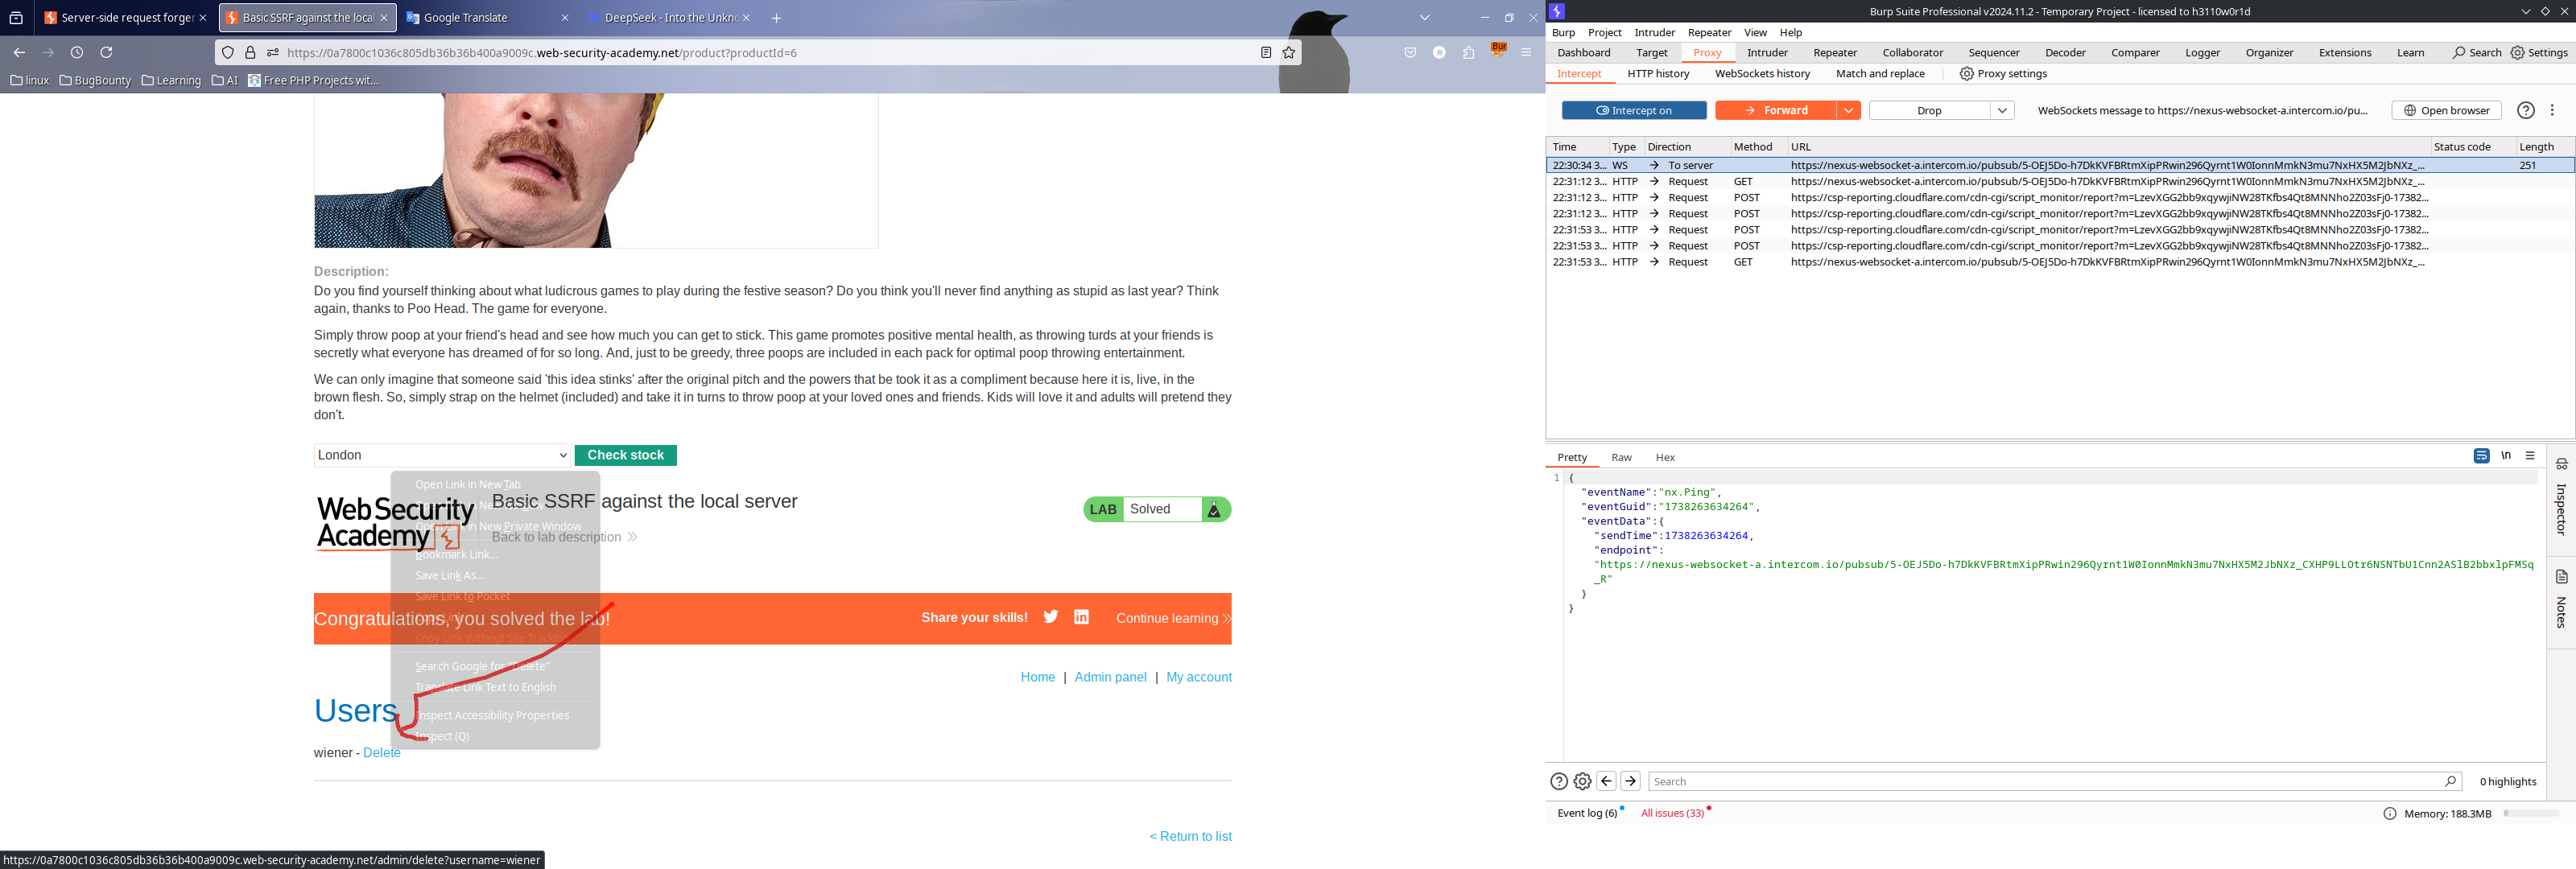 Server-side request forger
Basic SSRF against the local
Google Translate
DeepSeek - Into the Unkno
https://0a7800c1036c805db36b36b400a9009c.web-security-academy.net/product?productId=6
linux
BugBounty
Learning
AI
Free PHP Projects wit...
Description:
Do you find yourself thinking about what ludicrous games to play during the festive season? Do you think you'll never find anything as stupid as last year? Think
again, thanks to Poo Head. The game for everyone.
Simply throw poop at your friend's head and see how much you can get to stick. This game promotes positive mental health, as throwing turds at your friends is
secretly what everyone has dreamed of for so long. And, just to be greedy, three poops are included in each pack for optimal poop throwing entertainment.
We can only imagine that someone said 'this idea stinks' after the original pitch and the powers that be took it as a compliment because here it is, live, in the
brown flesh. So, simply strap on the helmet (included) and take it in turns to throw poop at your loved ones and friends. Kids will love it and adults will pretend they
don't.
London
Check stock
Open Link in New Tab
Open Link in New Private Window
Bookmark Link...
Save Link As...
Save Link to Pocket
Copy Link Without Site Tracking
Search Google for "Delete"
Translate Link Text to English
Inspect Accessibility Properties
Inspect (Q)
Web Security
Academy
Basic SSRF against the local server
Back to lab description
LAB Solved
Congratulations, you solved the lab!
Share your skills!
Continue learning
Home | Admin panel | My account
Users
wiener - Delete
< Return to list
https://0a7800c1036c805db36b36b400a9009c.web-security-academy.net/admin/delete?username=wiener
Burp Suite Professional v2024.11.2 - Temporary Project - licensed to h3110w0r1d
Burp Project Intruder Repeater View Help
Dashboard Target Proxy Intruder Repeater Collaborator Sequencer Decoder Comparer Logger Organizer Extensions Learn Search Settings
Intercept HTTP history WebSockets history Match and replace Proxy settings
Intercept on Forward Drop WebSockets message to https://nexus-websocket-a.intercom.io/pu... Open browser
Time Type Direction Method URL Status code Length
22:30:34 3... WS To server https://nexus-websocket-a.intercom.io/pubsub/5-OEJ5Do-h7DkKVFBRtmXipPRwin296Qyrnt1W0IonnMmkN3mu7NxHX5M2JbNXz_... 251
22:31:12 3... HTTP Request GET https://nexus-websocket-a.intercom.io/pubsub/5-OEJ5Do-h7DkKVFBRtmXipPRwin296Qyrnt1W0IonnMmkN3mu7NxHX5M2JbNXz_...
22:31:12 3... HTTP Request POST https://csp-reporting.cloudflare.com/cdn-cgi/script_monitor/report?m=LzevXGG2bb9xqywjiNW28TKfbs4Qt8MNNho2Z03sFj0-17382...
22:31:12 3... HTTP Request POST https://csp-reporting.cloudflare.com/cdn-cgi/script_monitor/report?m=LzevXGG2bb9xqywjiNW28TKfbs4Qt8MNNho2Z03sFj0-17382...
22:31:53 3... HTTP Request POST https://csp-reporting.cloudflare.com/cdn-cgi/script_monitor/report?m=LzevXGG2bb9xqywjiNW28TKfbs4Qt8MNNho2Z03sFj0-17382...
22:31:53 3... HTTP Request POST https://csp-reporting.cloudflare.com/cdn-cgi/script_monitor/report?m=LzevXGG2bb9xqywjiNW28TKfbs4Qt8MNNho2Z03sFj0-17382...
22:31:53 3... HTTP Request GET https://nexus-websocket-a.intercom.io/pubsub/5-OEJ5Do-h7DkKVFBRtmXipPRwin296Qyrnt1W0IonnMmkN3mu7NxHX5M2JbNXz_...
Pretty Raw Hex
\n
1 {
"eventName":"nx.Ping",
"eventGuid":"1738263634264",
"eventData":{
"sendTime":1738263634264,
"endpoint":
"https://nexus-websocket-a.intercom.io/pubsub/5-OEJ5Do-h7DkKVFBRtmXipPRwin296Qyrnt1W0IonnMmkN3mu7NxHX5M2JbNXz_CXHP9LLOtr6NSNTbU1Cnn2ASlB2bbxlpFMSq
_R"
}
}
Inspector
Notes
Search
0 highlights
Event log (6)
All issues (33)
Memory: 188.3MB